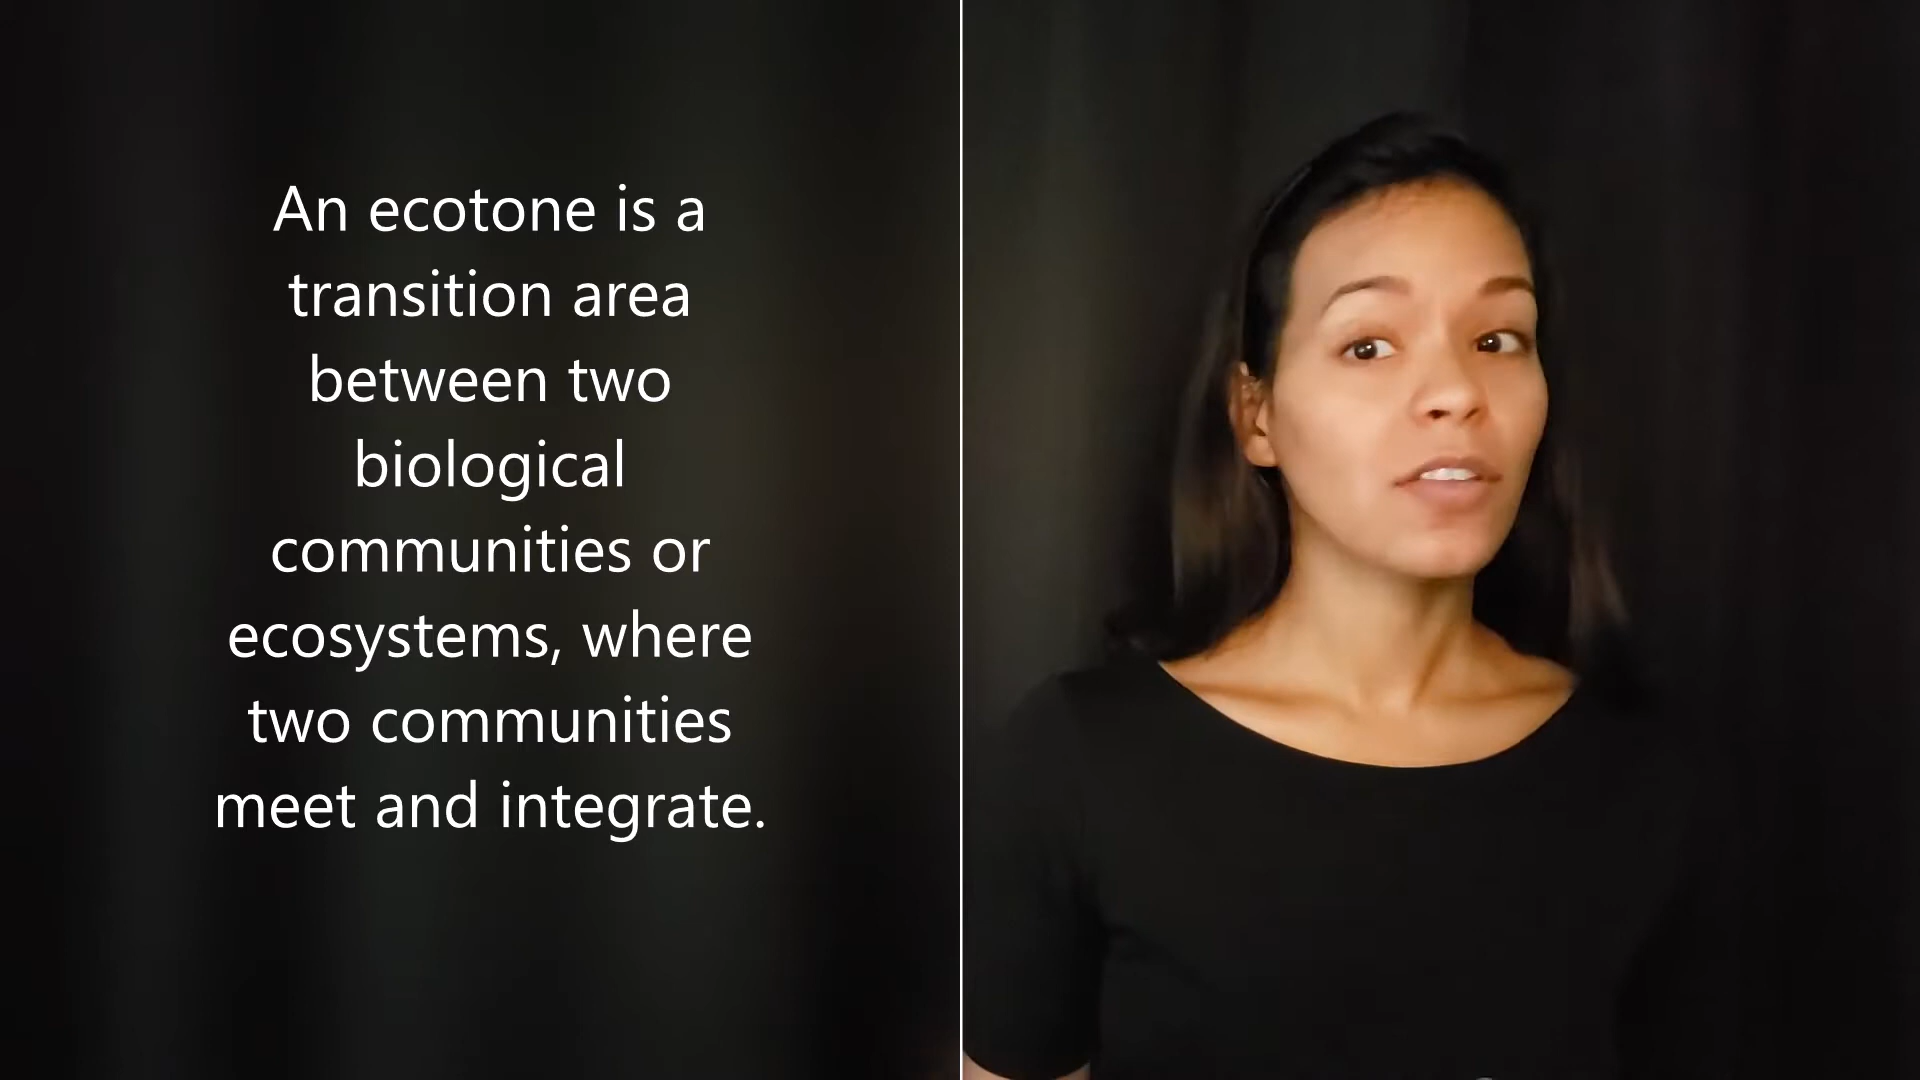 An ecotone is a
transition area
between two
biological
communities or
ecosystems, where
two communities
meet and integrate.